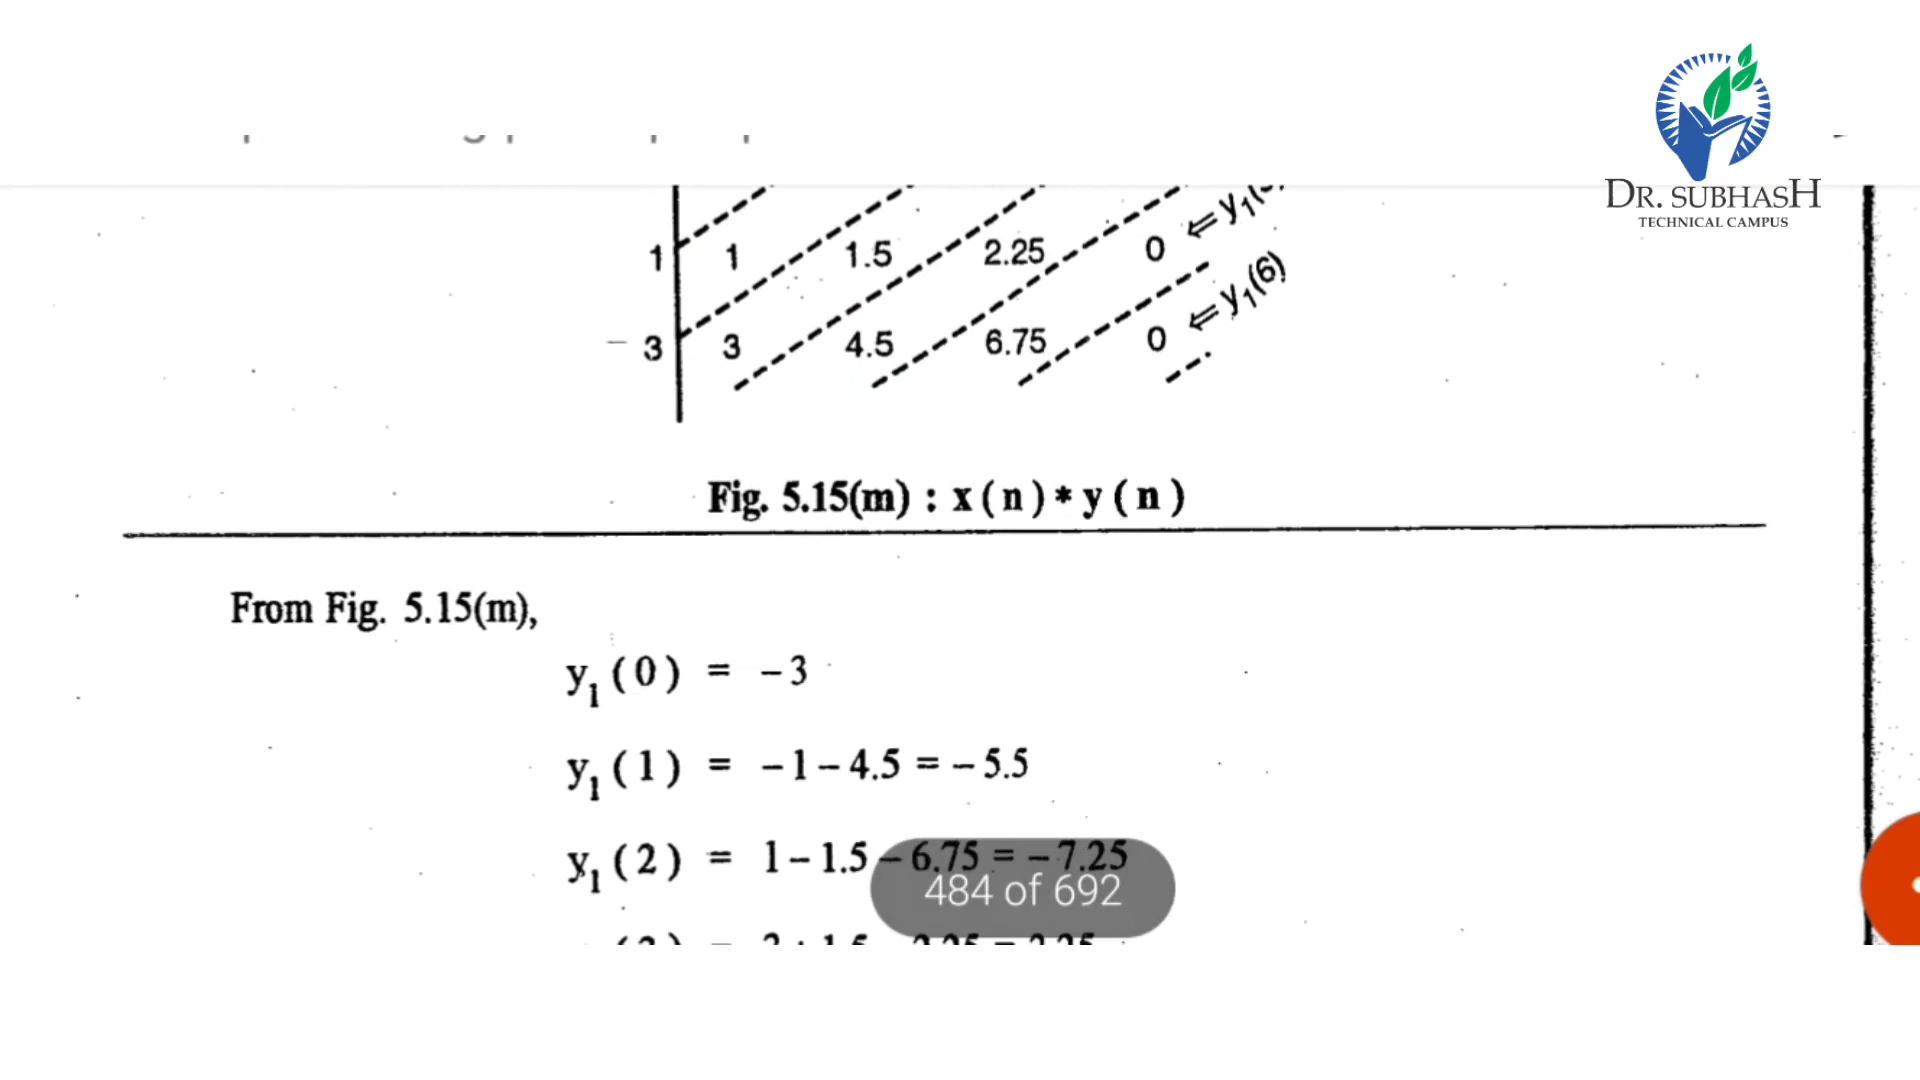 DR. SUBHASH
TECHNICAL CAMPUS
1 1 1.5 2.25 0 ⇐ y₁(
3 3 4.5 6.75 0 ⇐ y₁(6)
Fig. 5.15(m) : x ( n ) * y ( n )
From Fig. 5.15(m),
y₁ ( 0 ) = – 3
y₁ ( 1 ) = – 1 – 4.5 = – 5.5
y₁ ( 2 ) = 1 – 1.5 – 6.75 = – 7.25
484 of 692